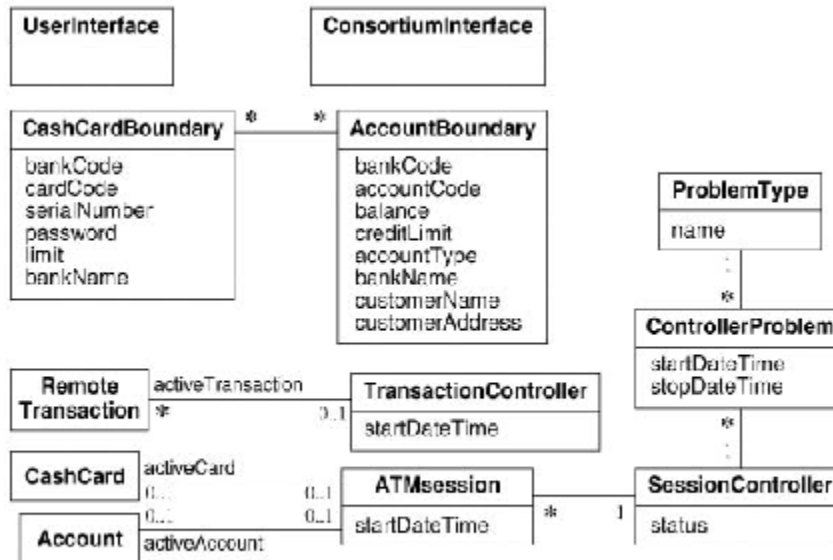 UserInterface
ConsortiumInterface
CashCardBoundary
*
*
AccountBoundary
bankCode
cardCode
serialNumber
password
limit
bankName
bankCode
accountCode
balance
creditLimit
accountType
bankName
customerName
customerAddress
ProblemType
name
*
ControllerProblem
startDateTime
stopDateTime
*
Remote
Transaction
activeTransaction
*
0..1
TransactionController
startDateTime
CashCard
activeCard
0..1
ATMsession
startDateTime
*
1
SessionController
status
Account
0..1
activeAccount